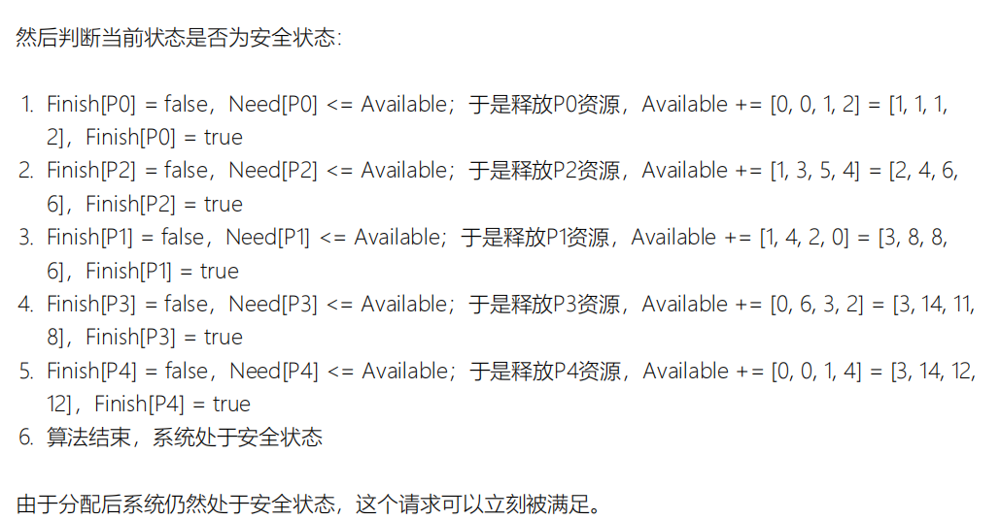 然后判断当前状态是否为安全状态：
1. Finish[P0] = false，Need[P0] <= Available；于是释放P0资源，Available += [0, 0, 1, 2] = [1, 1, 1,
2]，Finish[P0] = true
2. Finish[P2] = false，Need[P2] <= Available；于是释放P2资源，Available += [1, 3, 5, 4] = [2, 4, 6,
6]，Finish[P2] = true
3. Finish[P1] = false，Need[P1] <= Available；于是释放P1资源，Available += [1, 4, 2, 0] = [3, 8, 8,
6]，Finish[P1] = true
4. Finish[P3] = false，Need[P3] <= Available；于是释放P3资源，Available += [0, 6, 3, 2] = [3, 14, 11,
8]，Finish[P3] = true
5. Finish[P4] = false，Need[P4] <= Available；于是释放P4资源，Available += [0, 0, 1, 4] = [3, 14, 12,
12]，Finish[P4] = true
6. 算法结束，系统处于安全状态
由于分配后系统仍然处于安全状态，这个请求可以立刻被满足。